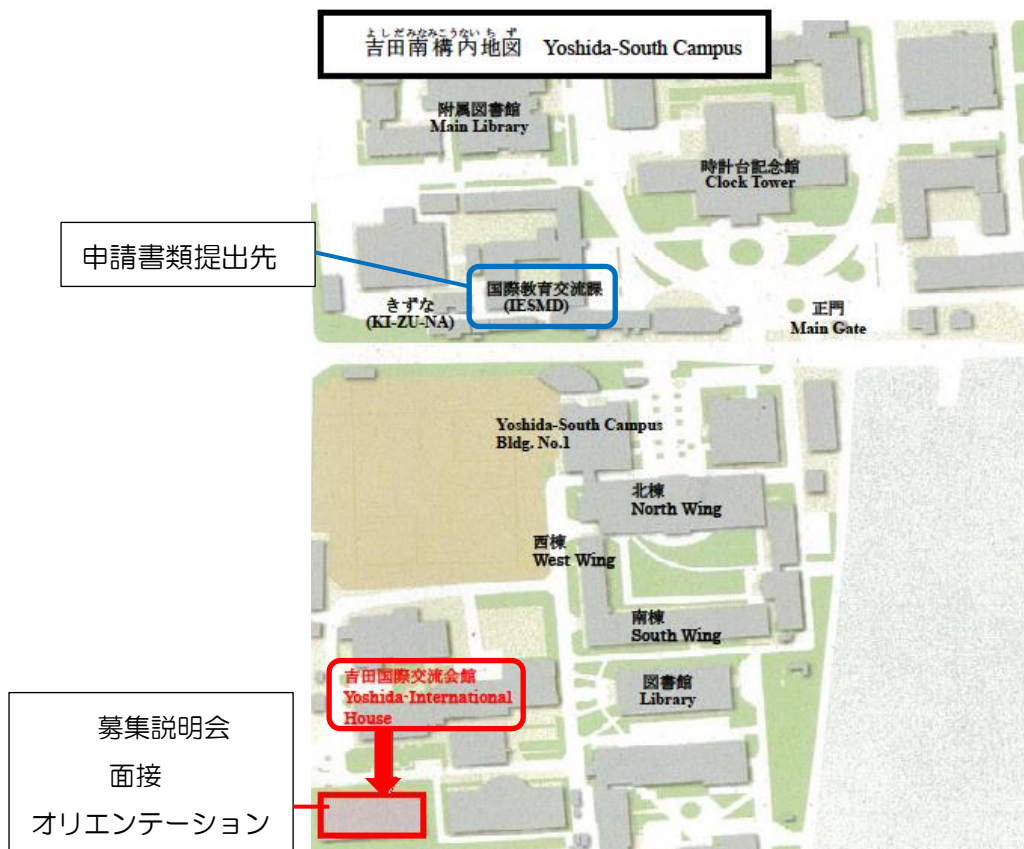 よしだみなみこうないちず
吉田南構内地図 Yoshida-South Campus
附属図書館
Main Library
時計台記念館
Clock Tower
申請書類提出先
国際教育交流課
(IESMD)
きずな
(KI-ZU-NA)
正門
Main Gate
Yoshida-South Campus
Bldg. No.1
北棟
North Wing
西棟
West Wing
南棟
South Wing
吉田国際交流会館
Yoshida-International
House
図書館
Library
募集説明会
面接
オリエンテーション